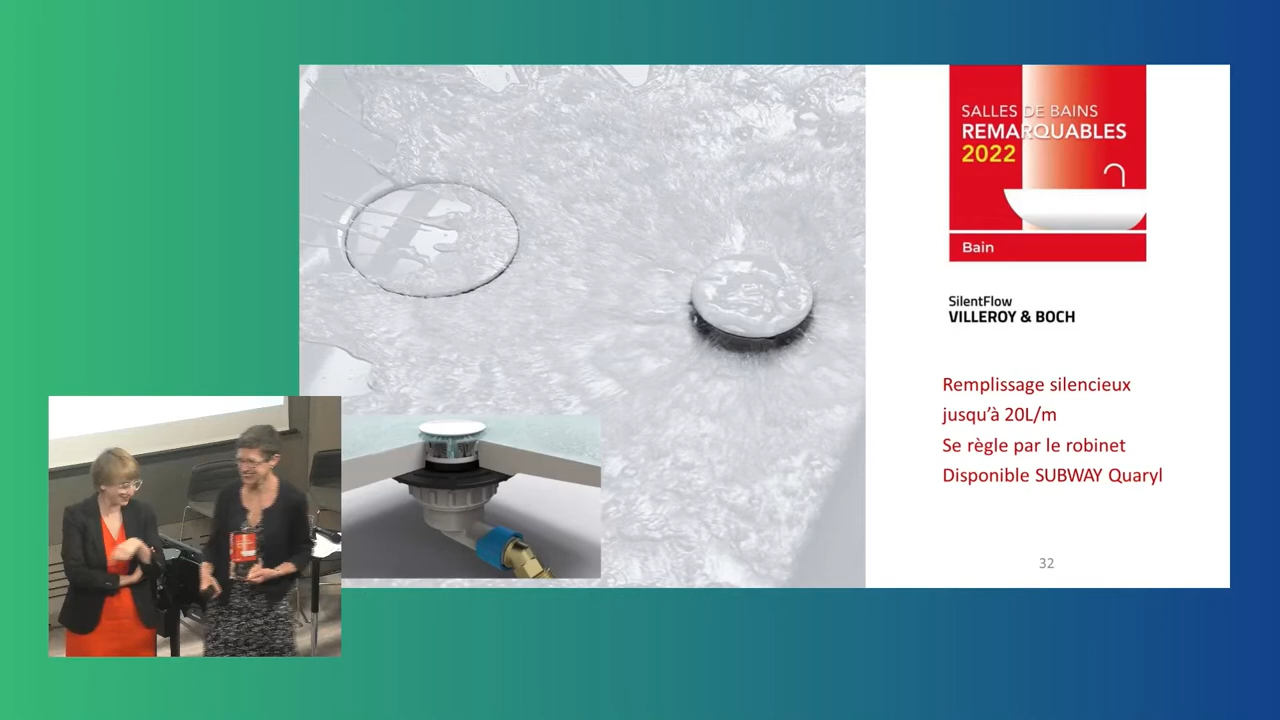 SALLES DE BAINS
REMARQUABLES
2022
Bain
SilentFlow
VILLEROY & BOCH
Remplissage silencieux
jusqu'à 20L/m
Se règle par le robinet
Disponible SUBWAY Quaryl
32